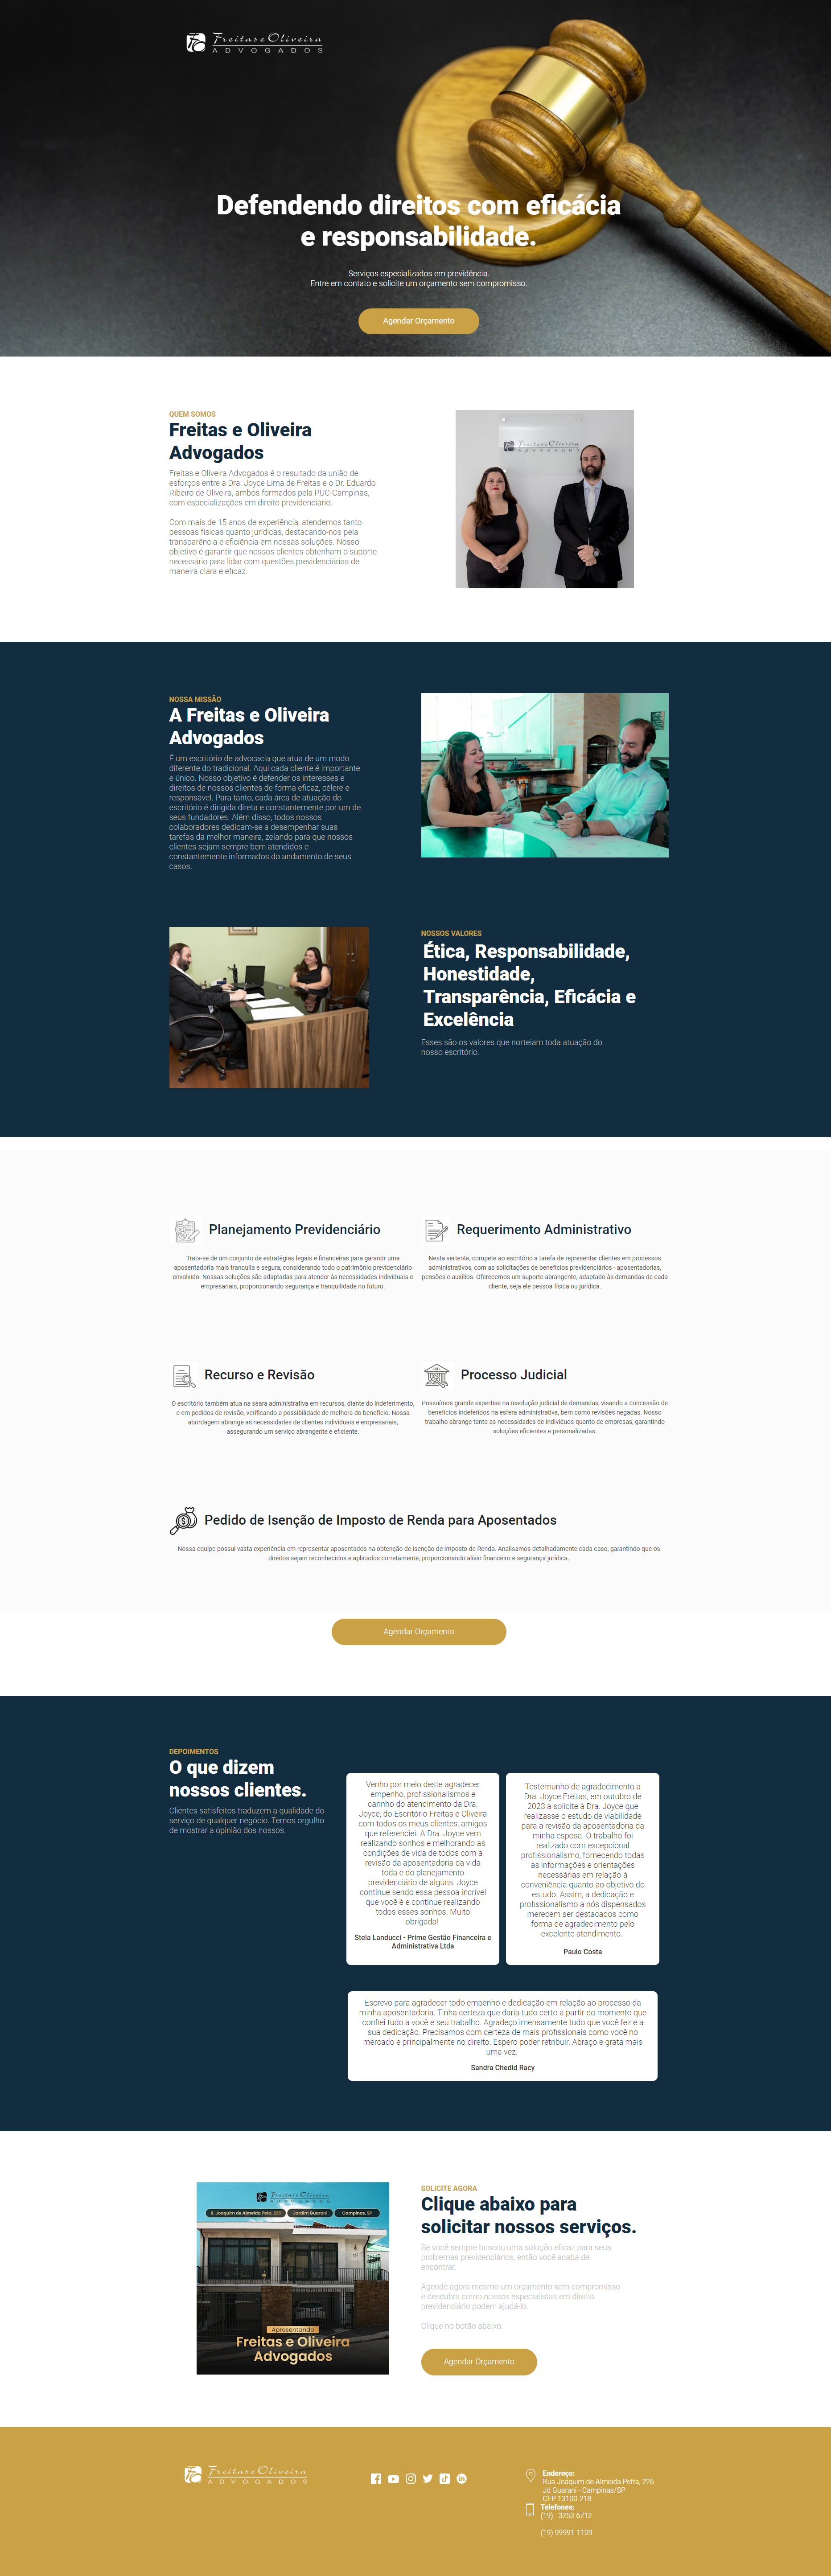 Freitas e Oliveira
ADVOGADOS
Defendendo direitos com eficácia
e responsabilidade.
Serviços especializados em previdência.
Entre em contato e solicite um orçamento sem compromisso.
Agendar Orçamento
QUEM SOMOS
Freitas e Oliveira
Advogados
Freitas e Oliveira Advogados é o resultado da união de
esforços entre a Dra. Joyce Lima de Freitas e o Dr. Eduardo
Ribeiro de Oliveira, ambos formados pela PUC-Campinas,
com especializações em direito previdenciário.
Com mais de 15 anos de experiência, atendemos tanto
pessoas físicas quanto jurídicas, destacando-nos pela
transparência e eficiência em nossas soluções. Nosso
objetivo é garantir que nossos clientes obtenham o suporte
necessário para lidar com questões previdenciárias de
maneira clara e eficaz.
Freitas e Oliveira
ADVOGADOS
NOSSA MISSÃO
A Freitas e Oliveira
Advogados
É um escritório de advocacia que atua de um modo
diferente do tradicional. Aqui cada cliente é importante
e único. Nosso objetivo é defender os interesses e
direitos de nossos clientes de forma eficaz, célere e
responsável. Para tanto, cada área de atuação do
escritório é dirigida direta e constantemente por um de
seus fundadores. Além disso, todos nossos
colaboradores dedicam-se a desempenhar suas
tarefas da melhor maneira, zelando para que nossos
clientes sejam sempre bem atendidos e
constantemente informados do andamento de seus
casos.
NOSSOS VALORES
Ética, Responsabilidade,
Honestidade,
Transparência, Eficácia e
Excelência
Esses são os valores que norteiam toda atuação do
nosso escritório.
Planejamento Previdenciário
Trata-se de um conjunto de estratégias legais e financeiras para garantir uma
aposentadoria mais tranquila e segura, considerando todo o patrimônio previdenciário
envolvido. Nossas soluções são adaptadas para atender às necessidades individuais e
empresariais, proporcionando segurança e tranquilidade no futuro.
Requerimento Administrativo
Nesta vertente, compete ao escritório a tarefa de representar clientes em processos
administrativos, com as solicitações de benefícios previdenciários - aposentadorias,
pensões e auxílios. Oferecemos um suporte abrangente, adaptado às demandas de cada
cliente, seja ele pessoa física ou jurídica.
Recurso e Revisão
O escritório também atua na seara administrativa em recursos, diante do indeferimento,
e em pedidos de revisão, verificando a possibilidade de melhora do benefício. Nossa
abordagem abrange as necessidades de clientes individuais e empresariais,
assegurando um serviço abrangente e eficiente.
Processo Judicial
Possuímos grande expertise na resolução judicial de demandas, visando a concessão de
benefícios indeferidos na esfera administrativa, bem como revisões negadas. Nosso
trabalho abrange tanto as necessidades de indivíduos quanto de empresas, garantindo
soluções eficientes e personalizadas.
Pedido de Isenção de Imposto de Renda para Aposentados
Nossa equipe possui vasta experiência em representar aposentados na obtenção de isenção de Imposto de Renda. Analisamos detalhadamente cada caso, garantindo que os
direitos sejam reconhecidos e aplicados corretamente, proporcionando alívio financeiro e segurança jurídica.
Agendar Orçamento
DEPOIMENTOS
O que dizem
nossos clientes.
Clientes satisfeitos traduzem a qualidade do
serviço de qualquer negócio. Temos orgulho
de mostrar a opinião dos nossos.
Venho por meio deste agradecer
empenho, profissionalismos e
carinho do atendimento da Dra.
Joyce, do Escritório Freitas e Oliveira
com todos os meus clientes, amigos
que referenciei. A Dra. Joyce vem
realizando sonhos e melhorando as
condições de vida de todos com a
revisão da aposentadoria da vida
toda e do planejamento
previdenciário de alguns. Joyce
continue sendo essa pessoa incrível
que você é e continue realizando
todos esses sonhos. Muito
obrigada!
Stela Landucci - Prime Gestão Financeira e
Administrativa Ltda
Testemunho de agradecimento a
Dra. Joyce Freitas, em outubro de
2023 a solicite à Dra. Joyce que
realizasse o estudo de viabilidade
para a revisão da aposentadoria da
minha esposa. O trabalho foi
realizado com excepcional
profissionalismo, fornecendo todas
as informações e orientações
necessárias em relação à
conveniência quanto ao objetivo do
estudo. Assim, a dedicação e
profissionalismo a nós dispensados
merecem ser destacados como
forma de agradecimento pelo
excelente atendimento.
Paulo Costa
Escrevo para agradecer todo empenho e dedicação em relação ao processo da
minha aposentadoria. Tinha certeza que daria tudo certo a partir do momento que
confiei tudo a você e seu trabalho. Agradeço imensamente tudo que você fez e a
sua dedicação. Precisamos com certeza de mais profissionais como você no
mercado e principalmente no direito. Espero poder retribuir. Abraço e grata mais
uma vez.
Sandra Chedid Racy
Freitas e Oliveira
ADVOGADOS
R. Joaquim de Almeida Peta, 226
Jardim Guarani
Campinas, SP
Apresentando
Freitas e Oliveira
Advogados
SOLICITE AGORA
Clique abaixo para
solicitar nossos serviços.
Se você sempre buscou uma solução eficaz para seus
problemas previdenciários, então você acaba de
encontrar.
Agende agora mesmo um orçamento sem compromisso
e descubra como nossos especialistas em direito
previdenciário podem ajudá-lo.
Clique no botão abaixo:
Agendar Orçamento
Freitas e Oliveira
ADVOGADOS
Endereço:
Rua Joaquim de Almeida Petta, 226
Jd Guarani - Campinas/SP
CEP 13100-218
Telefones:
(19) 3253-6712
(19) 99991-1109